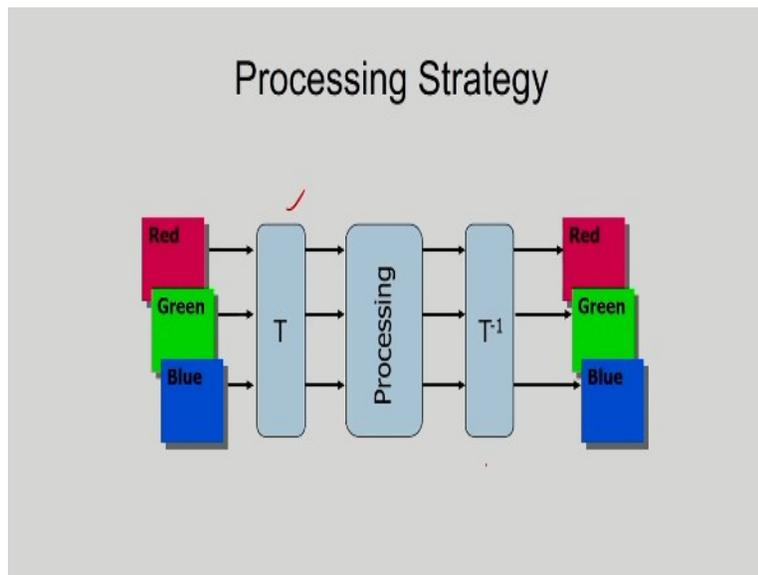 Processing Strategy
Red
Green
Blue
T
Processing
T-1
Red
Green
Blue